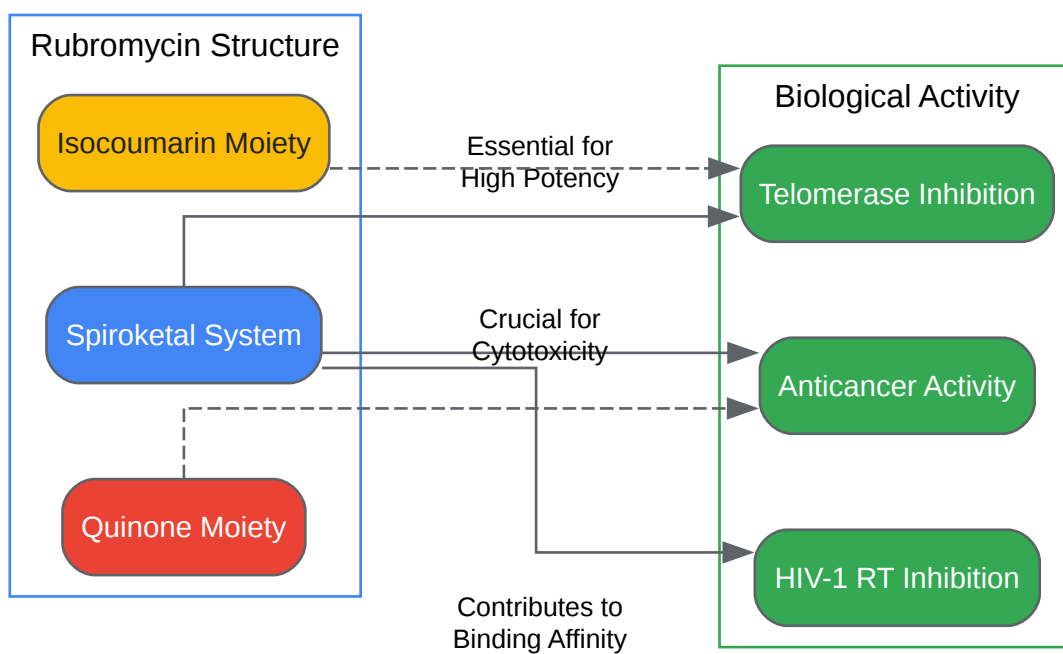 Rubromycin Structure
Isocoumarin Moiety
Spiroketal System
Quinone Moiety
Essential for
High Potency
Crucial for
Cytotoxicity
Contributes to
Binding Affinity
Biological Activity
Telomerase Inhibition
Anticancer Activity
HIV-1 RT Inhibition